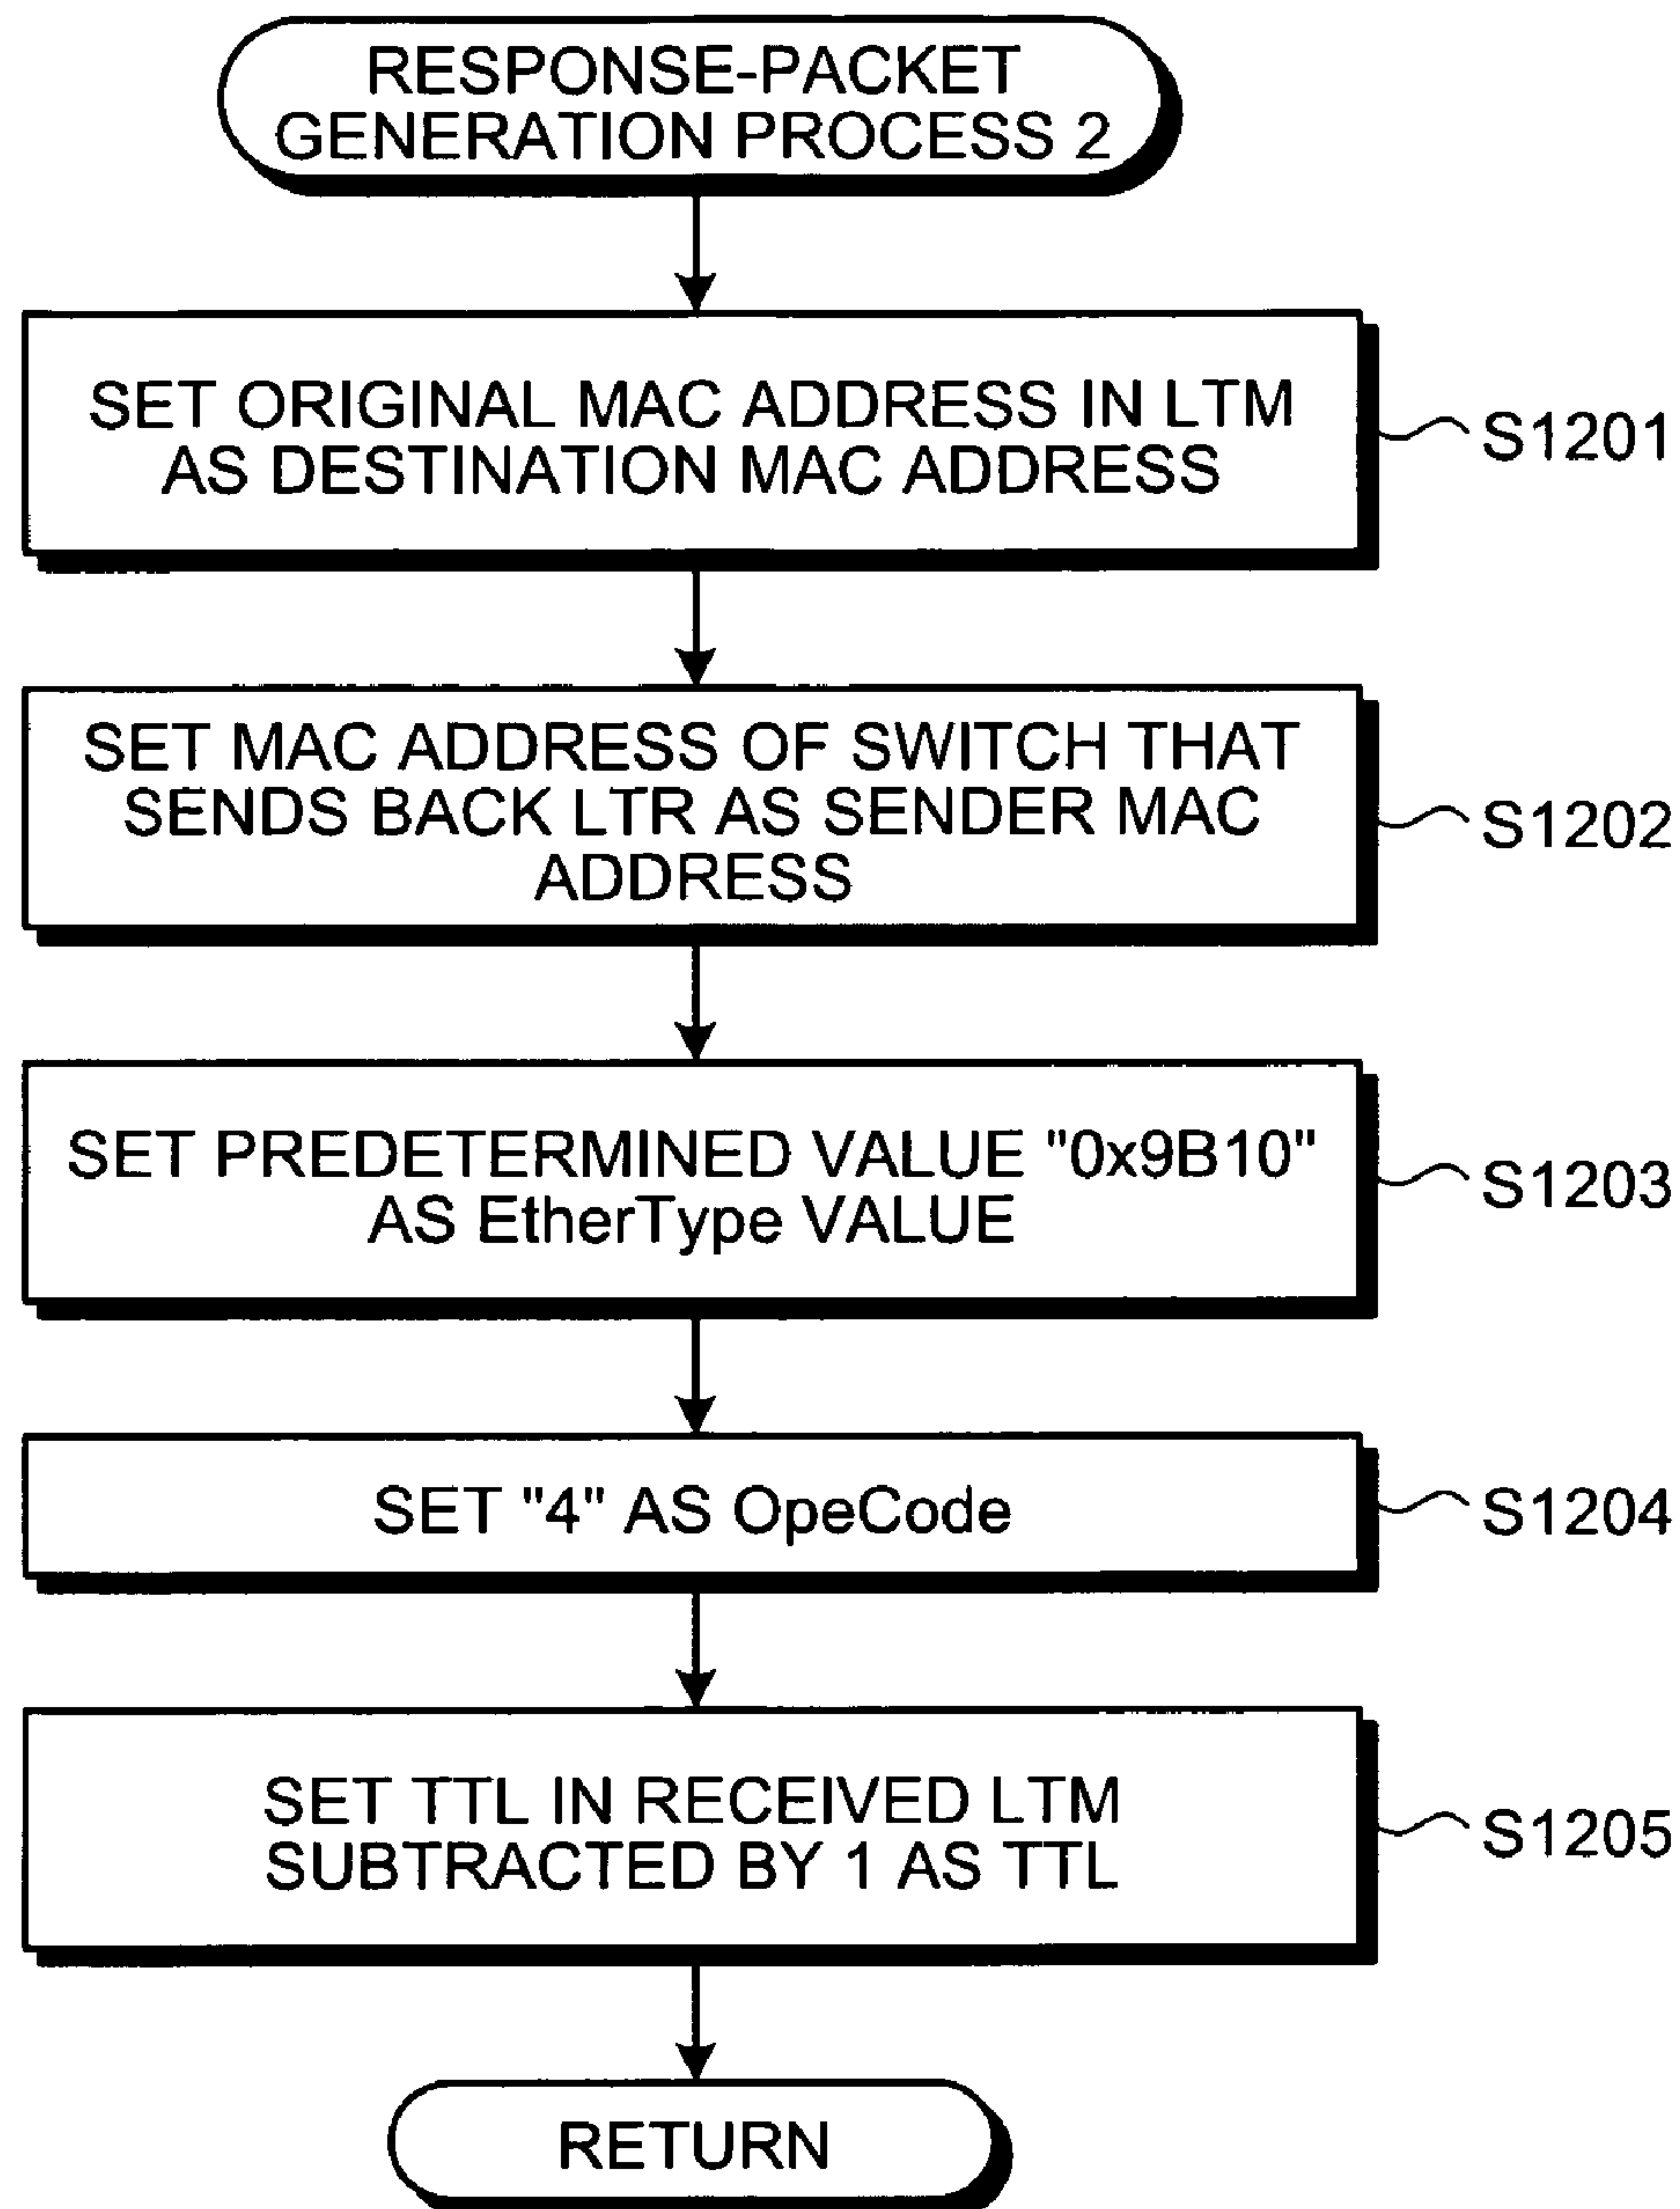 RESPONSE-PACKET
GENERATION PROCESS 2
SET ORIGINAL MAC ADDRESS IN LTM
AS DESTINATION MAC ADDRESS
S1201
SET MAC ADDRESS OF SWITCH THAT
SENDS BACK LTR AS SENDER MAC
ADDRESS
S1202
SET PREDETERMINED VALUE "0x9B10"
AS EtherType VALUE
S1203
SET "4" AS OpeCode
S1204
SET TTL IN RECEIVED LTM
SUBTRACTED BY 1 AS TTL
S1205
RETURN